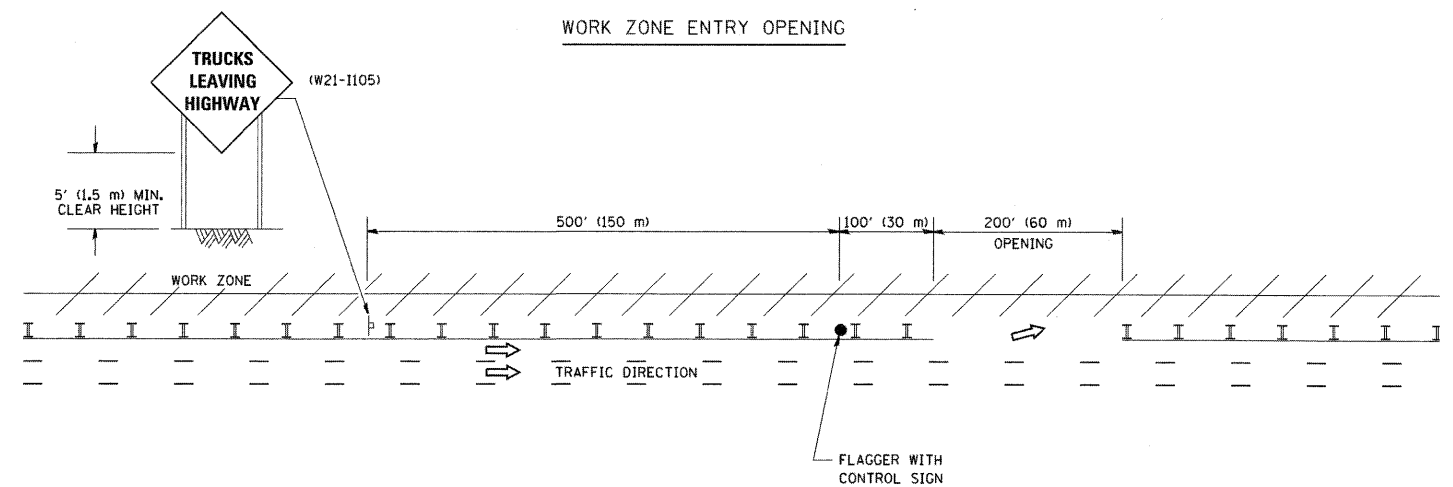 WORK ZONE ENTRY OPENING
TRUCKS
LEAVING
HIGHWAY
(W21-I105)
5' (1.5 m) MIN.
CLEAR HEIGHT
500' (150 m)
100' (30 m)
200' (60 m)
OPENING
WORK ZONE
TRAFFIC DIRECTION
FLAGGER WITH
CONTROL SIGN